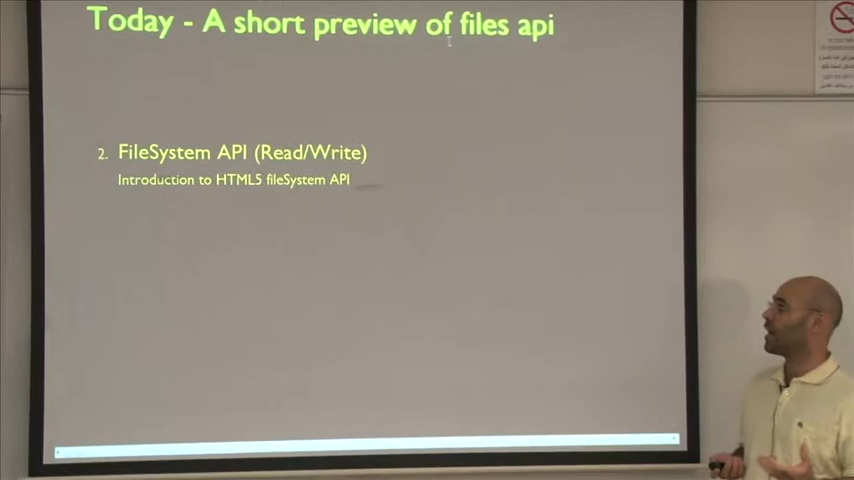 Today - A short preview of files api
2. FileSystem API (Read/Write)
Introduction to HTML5 fileSystem API